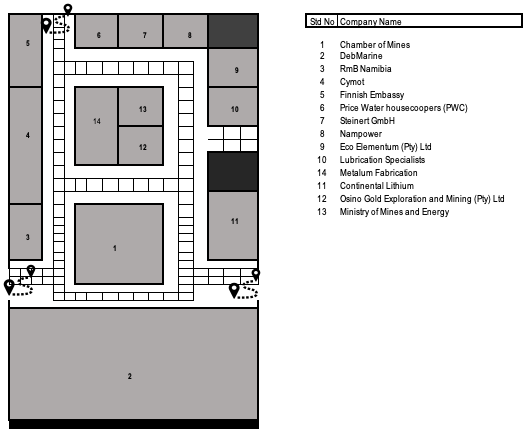 Std No Company Name
1 Chamber of Mines
2 DebMarine
3 RmB Namibia
4 Cymot
5 Finnish Embassy
6 Price Water housecoopers (PWC)
7 Steinert GmbH
8 Nampower
9 Eco Elementum (Pty) Ltd
10 Lubrication Specialists
14 Metalum Fabrication
11 Continental Lithium
12 Osino Gold Exploration and Mining (Pty) Ltd
13 Ministry of Mines and Energy
5
6 7 8
9
14 13 10
4 12
3 11
1
2